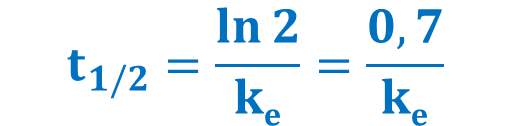 t₁/₂ = ln 2 / kₑ = 0,7 / kₑ